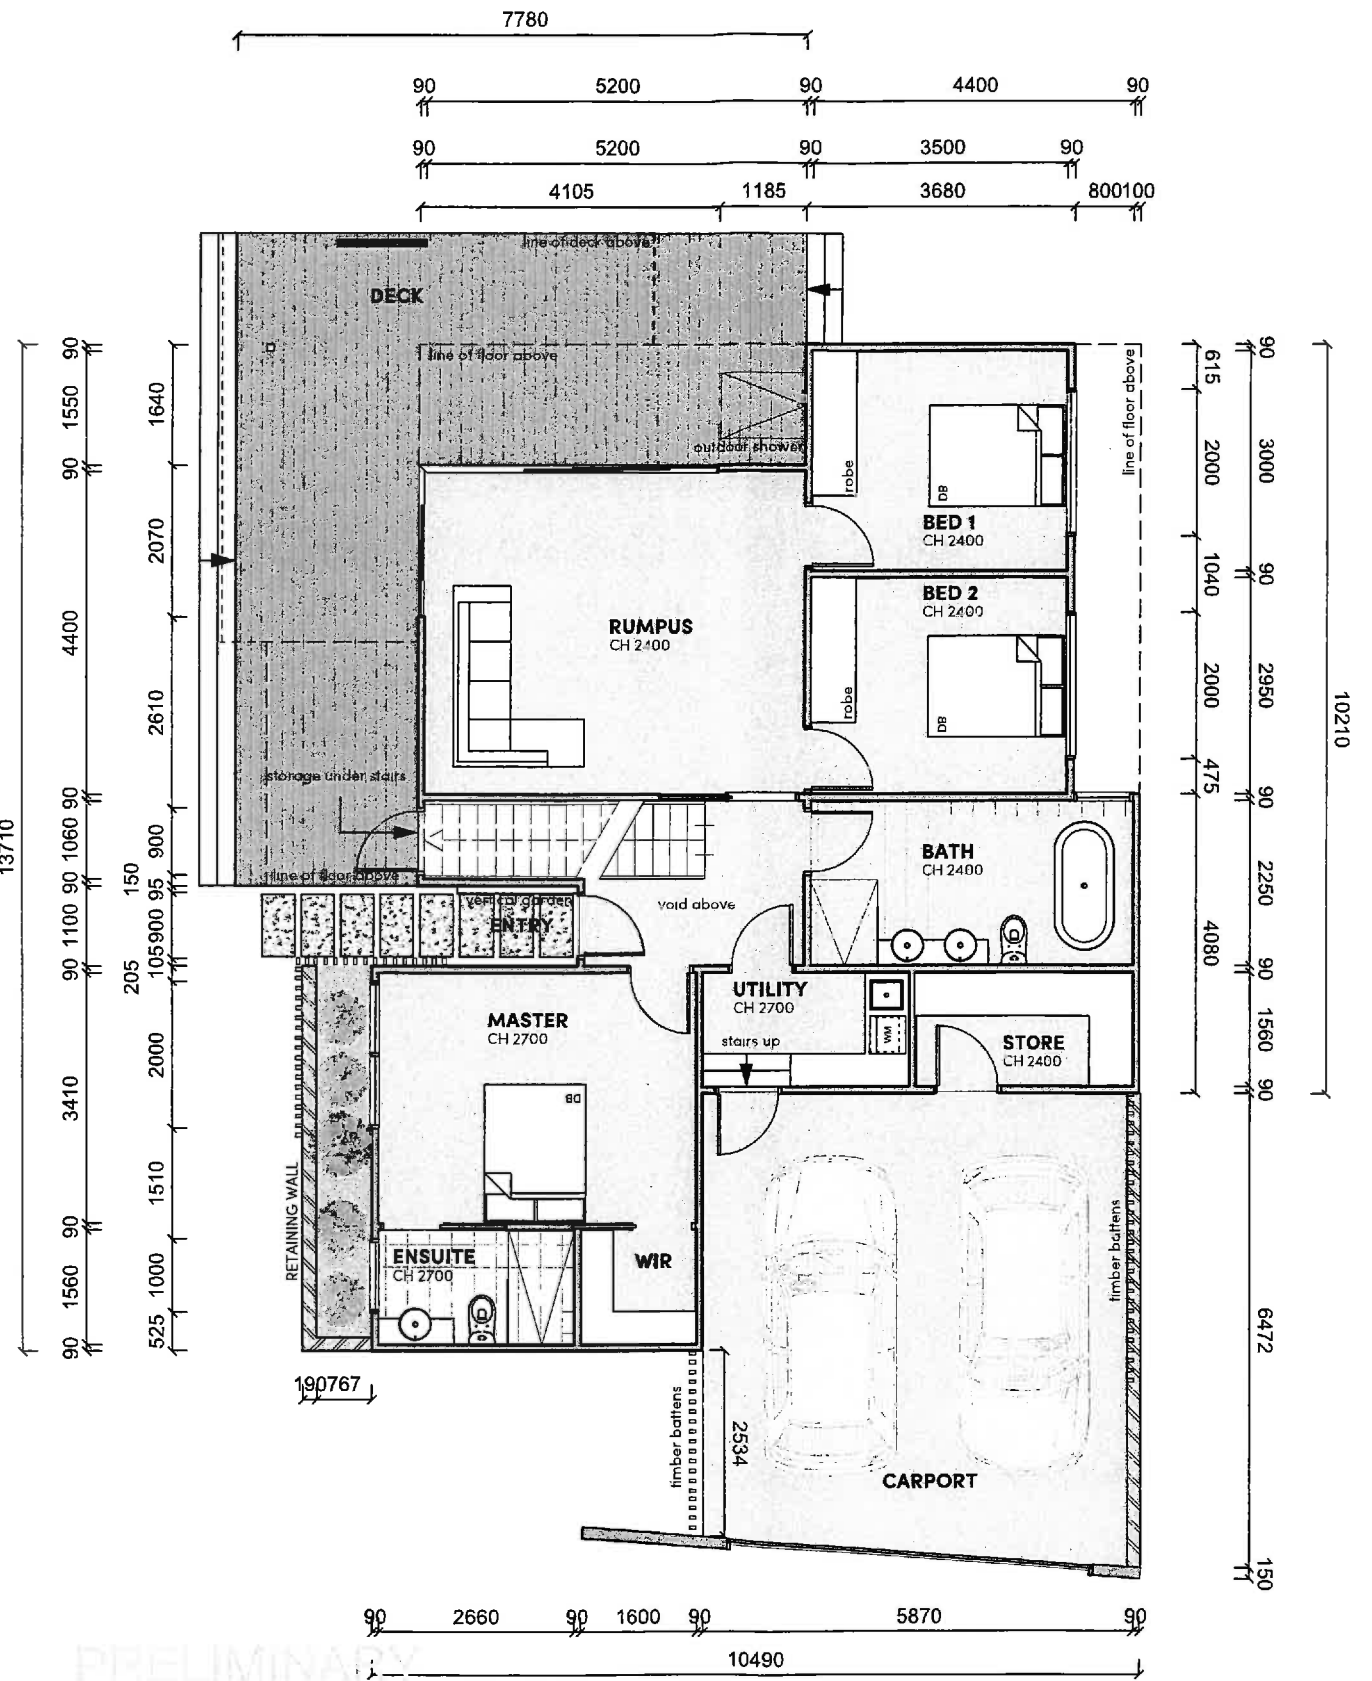 7780
90 5200 90 4400 90
90 5200 90 3500 90
4105 1185 3680 800100
line of deck above
DECK
line of floor above
outdoor shower
robe
DB
BED 1
CH 2400
line of floor above
BED 2
CH 2400
robe
DB
RUMPUS
CH 2400
storage under stairs
line of floor above
vertical garden
ENTRY
void above
BATH
CH 2400
UTILITY
CH 2700
WM
stairs up
STORE
CH 2400
MASTER
CH 2700
DB
RETAINING WALL
ENSUITE
CH 2700
WIR
timber battens
timber battens
2534
CARPORT
13710
90 1550 90 4400 90 1060 90 1100 90 3410 90 1560 90
150 205
1640 2070 2610 900 95 900 105 2000 1510 1000 525
190767
615 2000 1040 2000 475 4080
90 3000 90 2950 90 2250 90 1560 90 6472 150
10210
90 2660 90 1600 90 5870 90
10490
PRELIMINARY